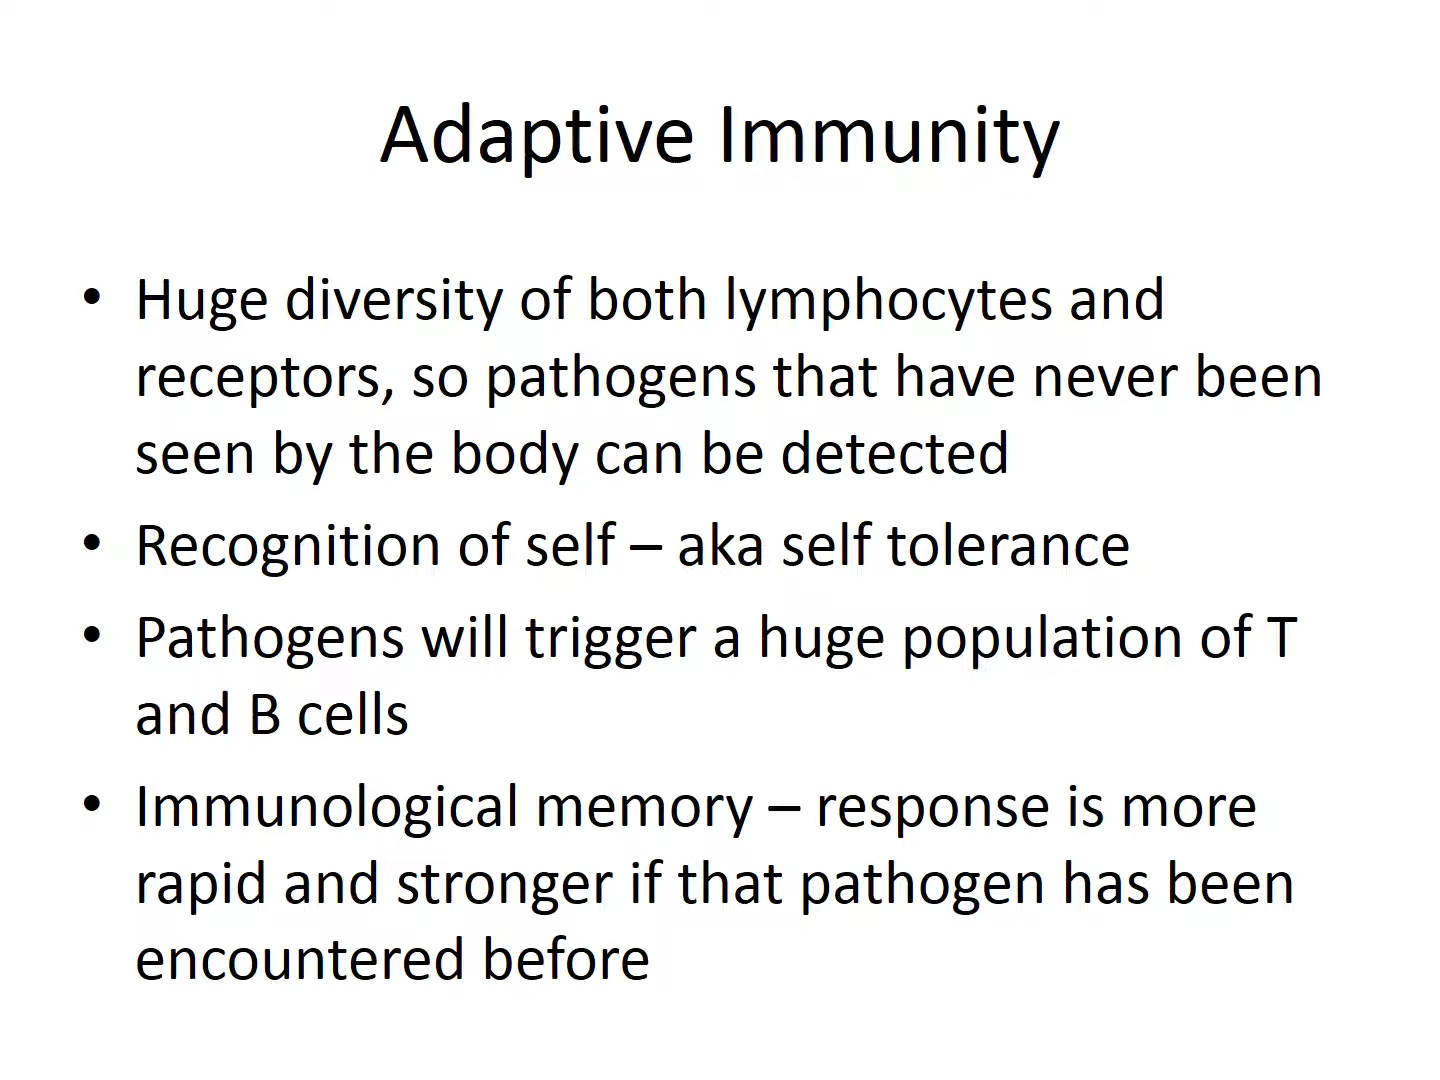 Adaptive Immunity
• Huge diversity of both lymphocytes and
receptors, so pathogens that have never been
seen by the body can be detected
• Recognition of self – aka self tolerance
• Pathogens will trigger a huge population of T
and B cells
• Immunological memory – response is more
rapid and stronger if that pathogen has been
encountered before